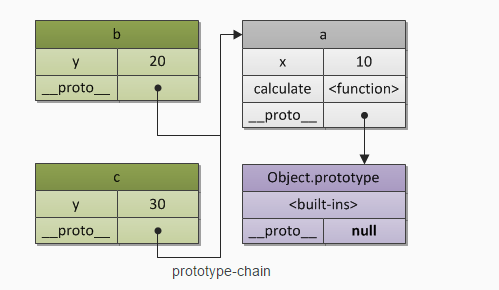 b
y 20
__proto__
a
x 10
calculate <function>
__proto__
c
y 30
__proto__
Object.prototype
<built-ins>
__proto__ null
prototype-chain